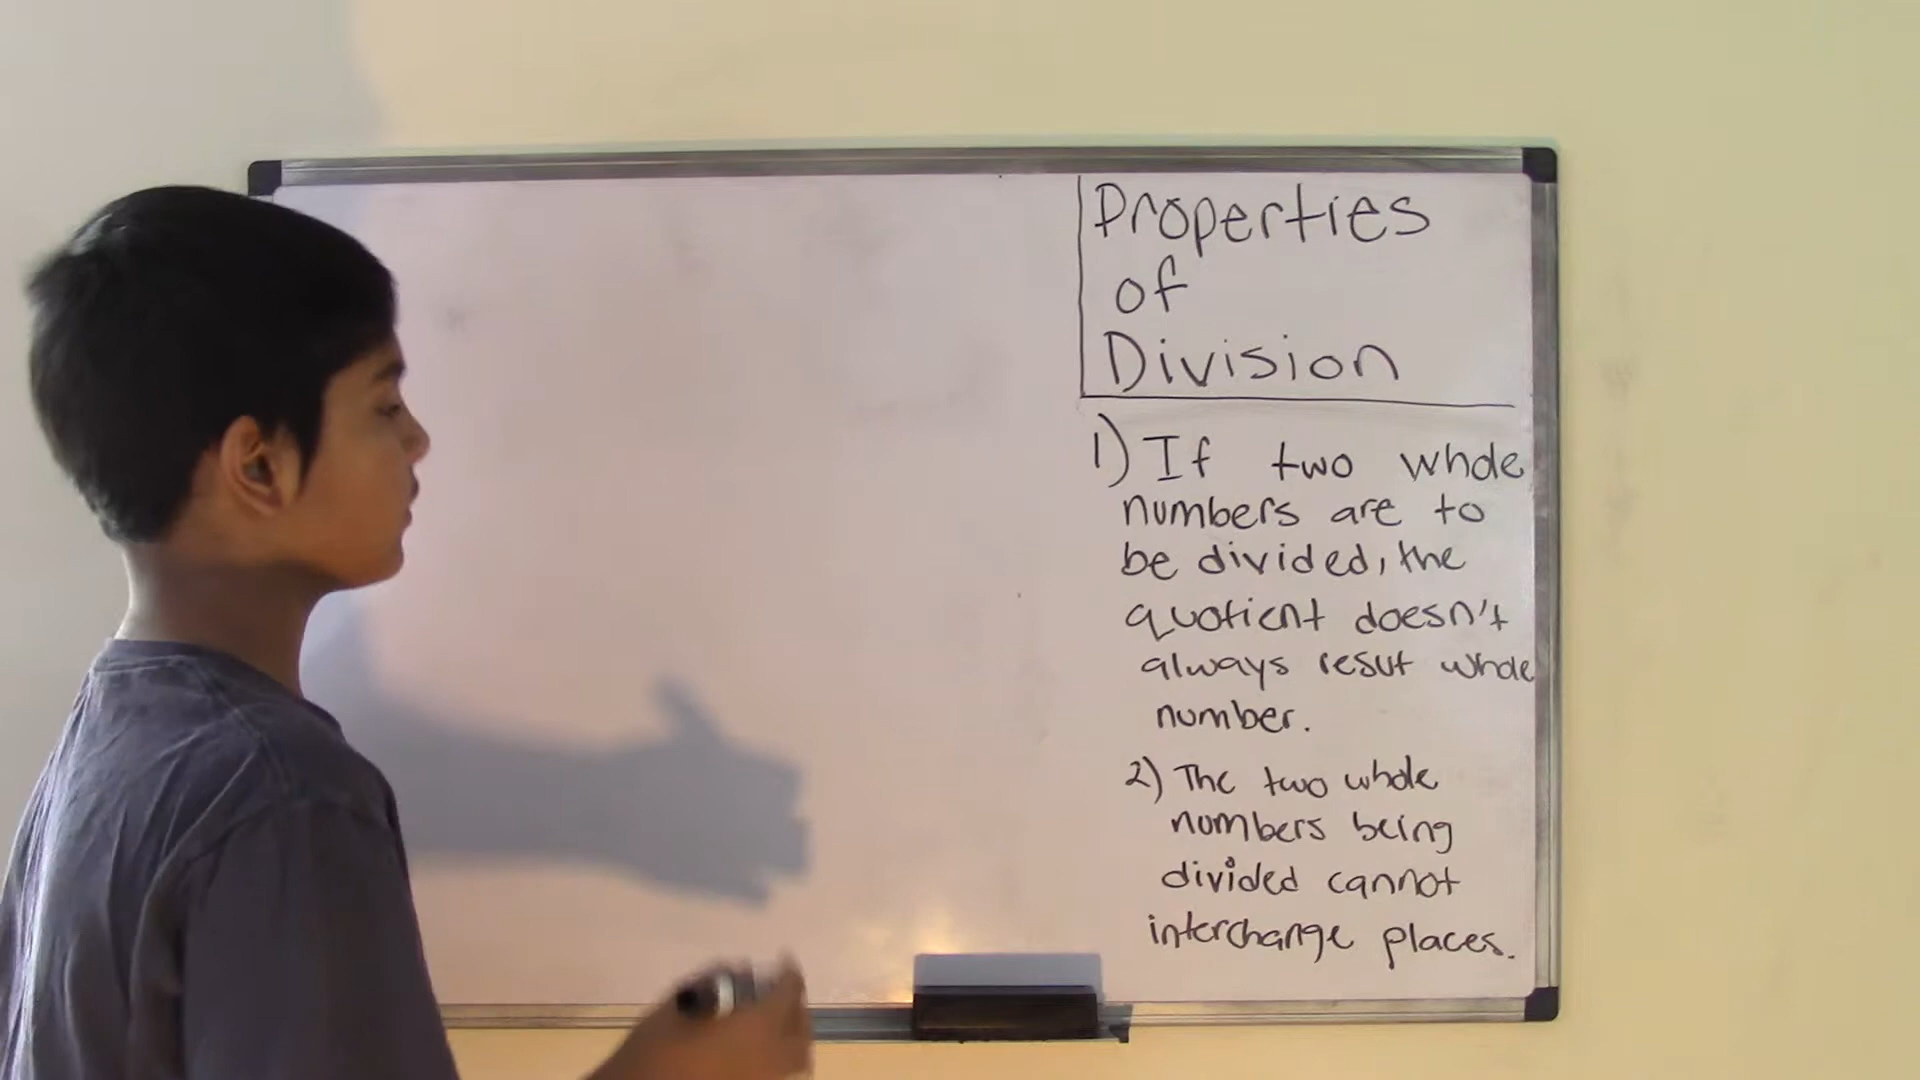 Properties
of
Division
1) If two whole
numbers are to
be divided, the
quotient doesn't
always resut whole
number.
2) The two whole
numbers being
divided cannot
interchange places.